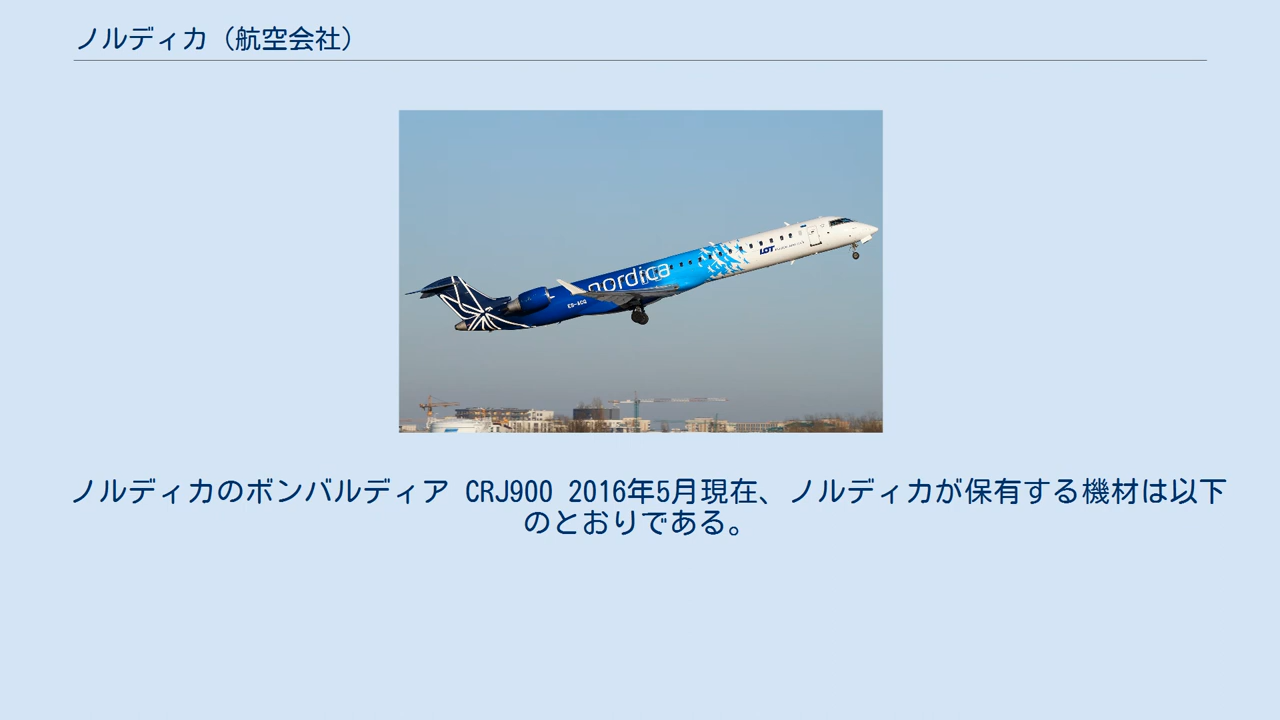 ノルディカ（航空会社）
LOT
nordica
ES-ACG
ノルディカのボンバルディア CRJ900 2016年5月現在、ノルディカが保有する機材は以下
のとおりである。